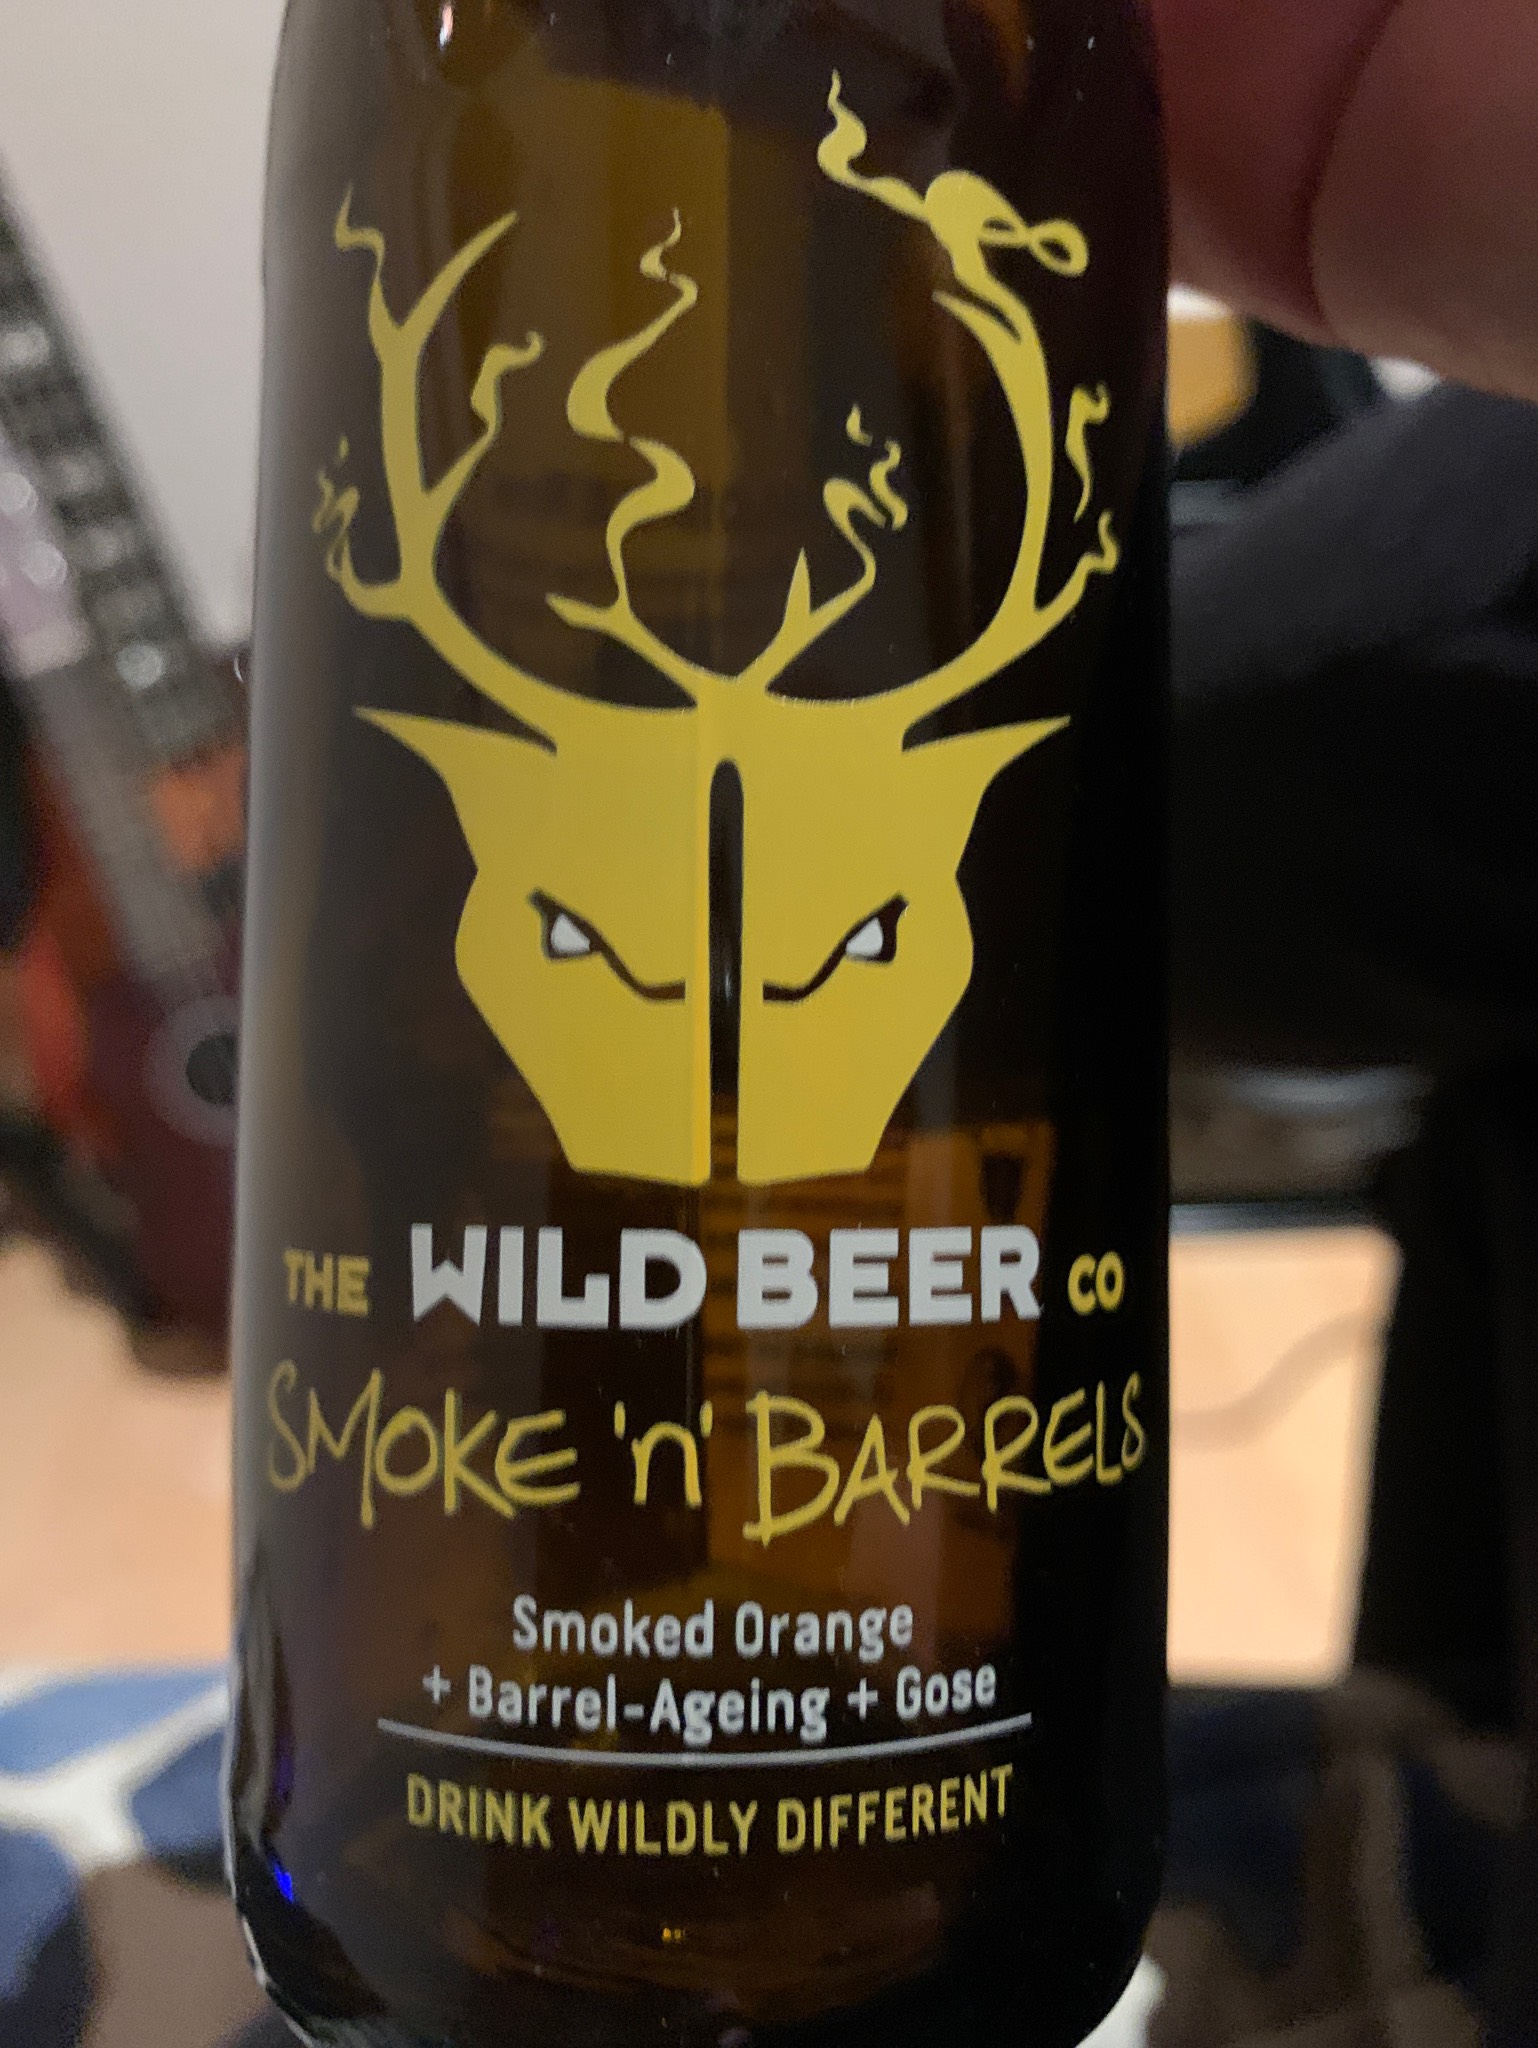 THE WILD BEER CO
SMOKE 'n' BARRELS
Smoked Orange
+ Barrel-Ageing + Gose
DRINK WILDLY DIFFERENT